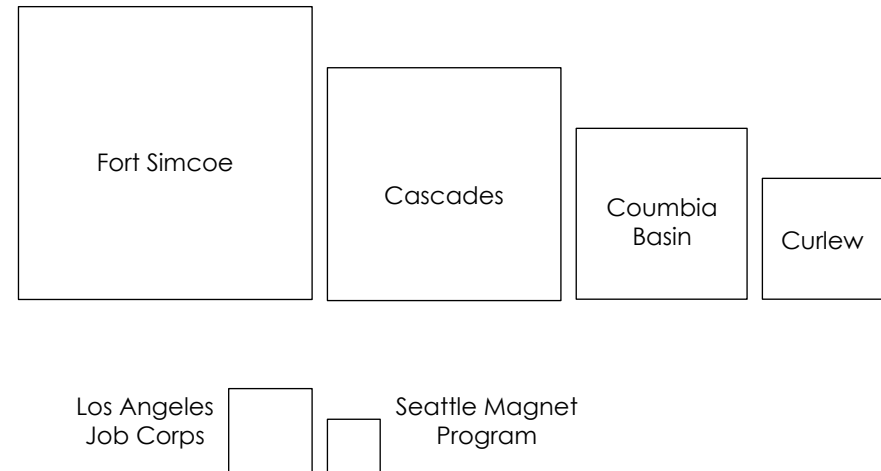 Fort Simcoe
Cascades
Coumbia
Basin
Curlew
Los Angeles
Job Corps
Seattle Magnet
Program